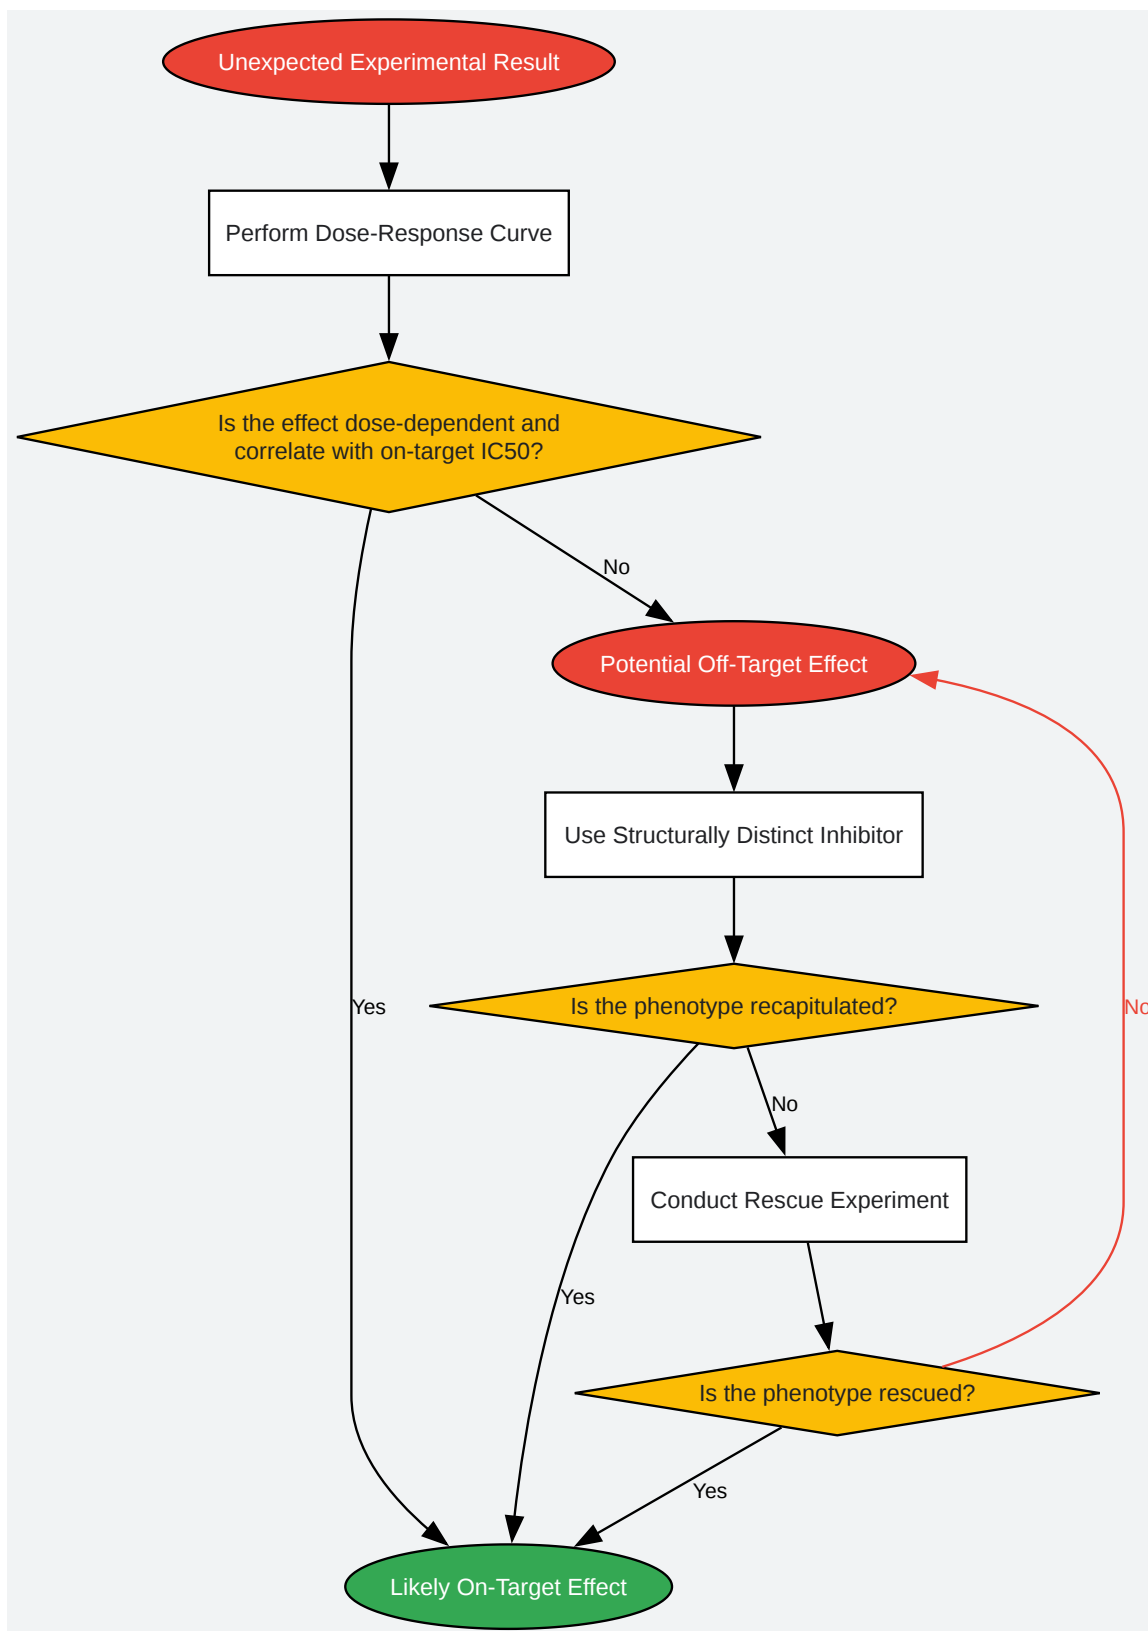 Unexpected Experimental Result
Perform Dose-Response Curve
Is the effect dose-dependent and
correlate with on-target IC50?
No
Potential Off-Target Effect
Use Structurally Distinct Inhibitor
Yes
Is the phenotype recapitulated?
No
No
Conduct Rescue Experiment
Yes
Is the phenotype rescued?
Yes
Likely On-Target Effect